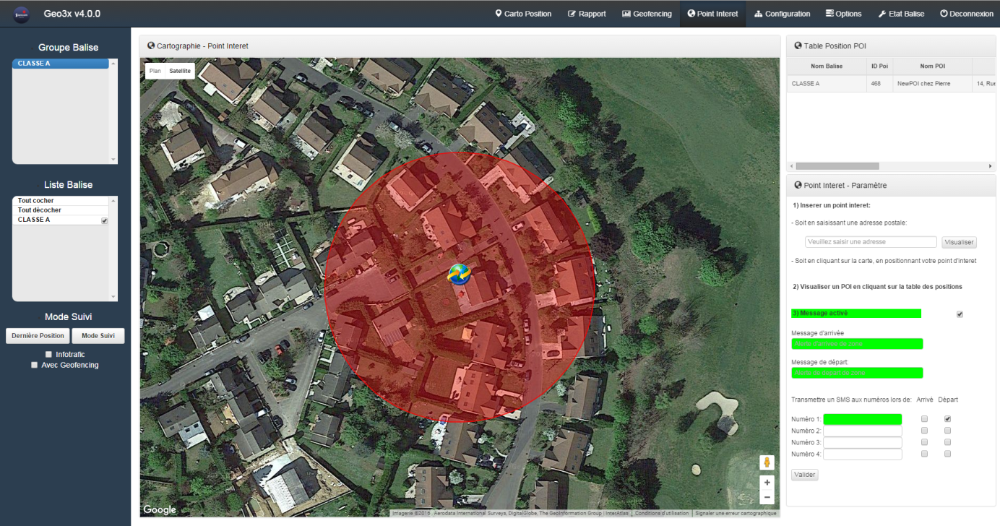 Geo3x v4.0.0
Carto Position
Rapport
Geofencing
Point Interet
Configuration
Options
Etat Balise
Deconnexion
Groupe Balise
CLASSE A
Liste Balise
Tout cocher
Tout décocher
CLASSE A
Mode Suivi
Dernière Position
Mode Suivi
Infotrafic
Avec Geofencing
Cartographie - Point Interet
Plan
Satellite
Google
Imagerie ©2016 , Aerodata International Surveys, DigitalGlobe, The GeoInformation Group | InterAtlas
Conditions d'utilisation
Signaler une erreur cartographique
Table Position POI
Nom Balise ID Poi Nom POI
CLASSE A 468 NewPOI chez Pierre 14, Rue
Point Interet - Paramètre
1) Inserer un point interet:
- Soit en saisissant une adresse postale:
Veuillez saisir une adresse
Visualiser
- Soit en cliquant sur la carte, en positionnant votre point d'interet
2) Visualiser un POI en cliquant sur la table des positions
3) Message activé
Message d'arrivée
Alerte d'arrivée de zone
Message de départ:
Alerte de depart de zone
Transmettre un SMS aux numéros lors de: Arrivé Départ
Numéro 1:
Numéro 2:
Numéro 3:
Numéro 4:
Valider